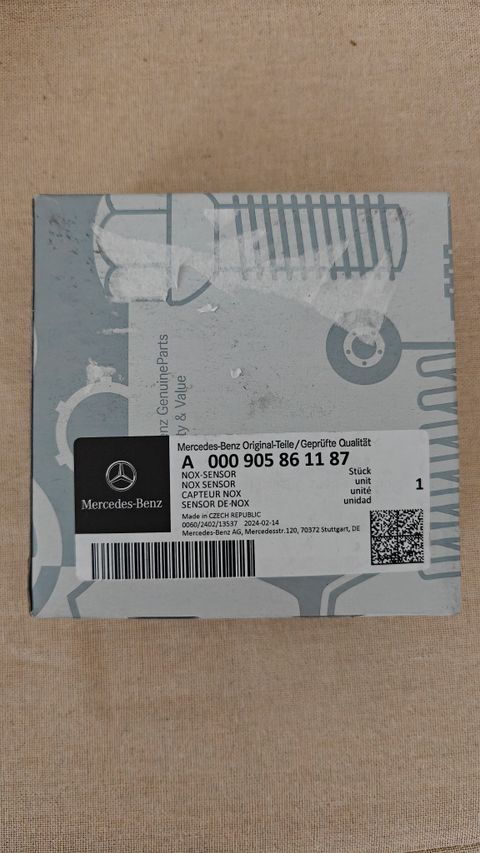 nz GenuineParts
ty & Value
Mercedes-Benz Original-Teile/Geprüfte Qualität
A 000 905 86 11 87
NOX-SENSOR Stück
NOX SENSOR unit
CAPTEUR NOX unité
SENSOR DE-NOX unidad 1
Made in CZECH REPUBLIC
0060/2402/13537 2024-02-14
Mercedes-Benz AG, Mercedesstr.120, 70372 Stuttgart, DE
Mercedes-Benz